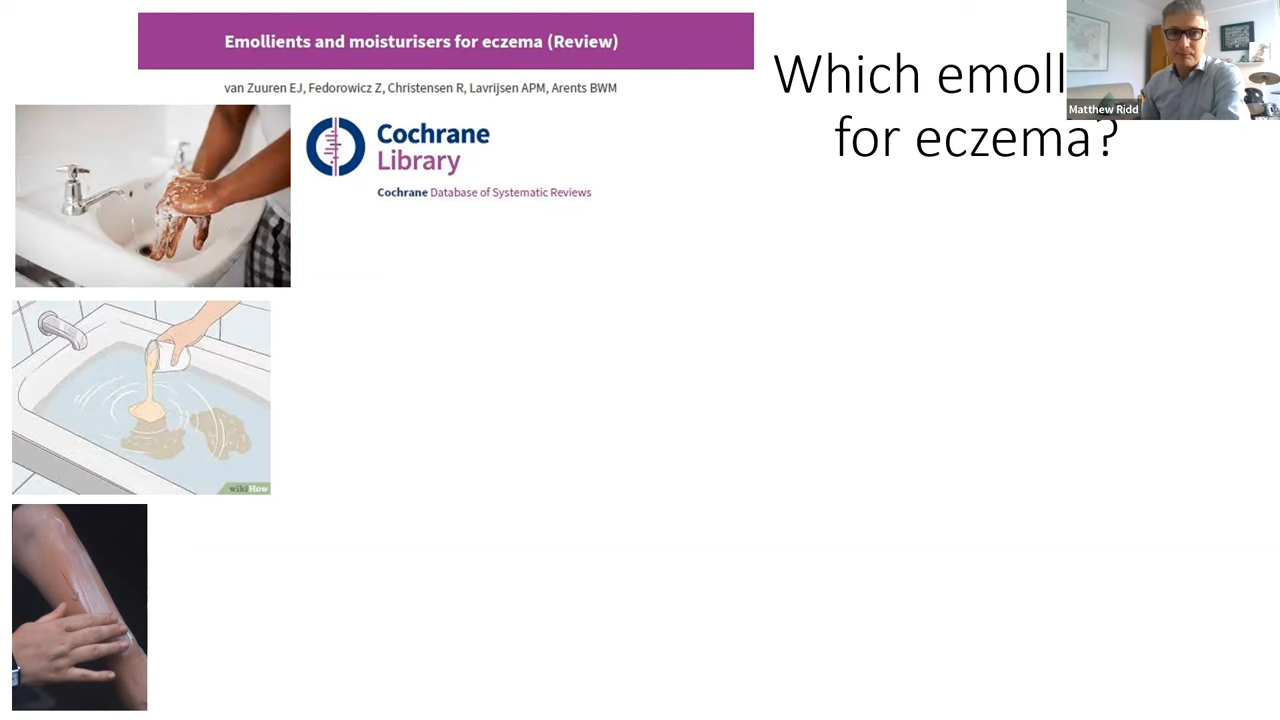 Emollients and moisturisers for eczema (Review)
van Zuuren EJ, Fedorowicz Z, Christensen R, Lavrijsen APM, Arents BWM
Cochrane
Library
Cochrane Database of Systematic Reviews
Which emoll
for eczema?
Matthew Ridd
wikiHow